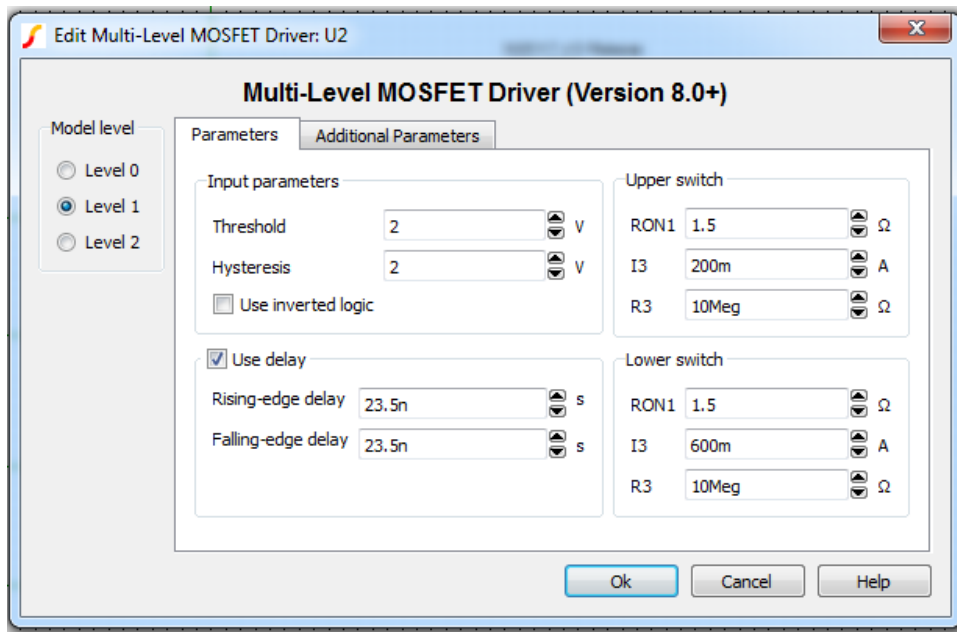 Edit Multi-Level MOSFET Driver: U2
Multi-Level MOSFET Driver (Version 8.0+)
Model level
Level 0
Level 1
Level 2
Parameters
Additional Parameters
Input parameters
Threshold 2 V
Hysteresis 2 V
Use inverted logic
Use delay
Rising-edge delay 23.5n s
Falling-edge delay 23.5n s
Upper switch
RON1 1.5 Ω
I3 200m A
R3 10Meg Ω
Lower switch
RON1 1.5 Ω
I3 600m A
R3 10Meg Ω
Ok
Cancel
Help